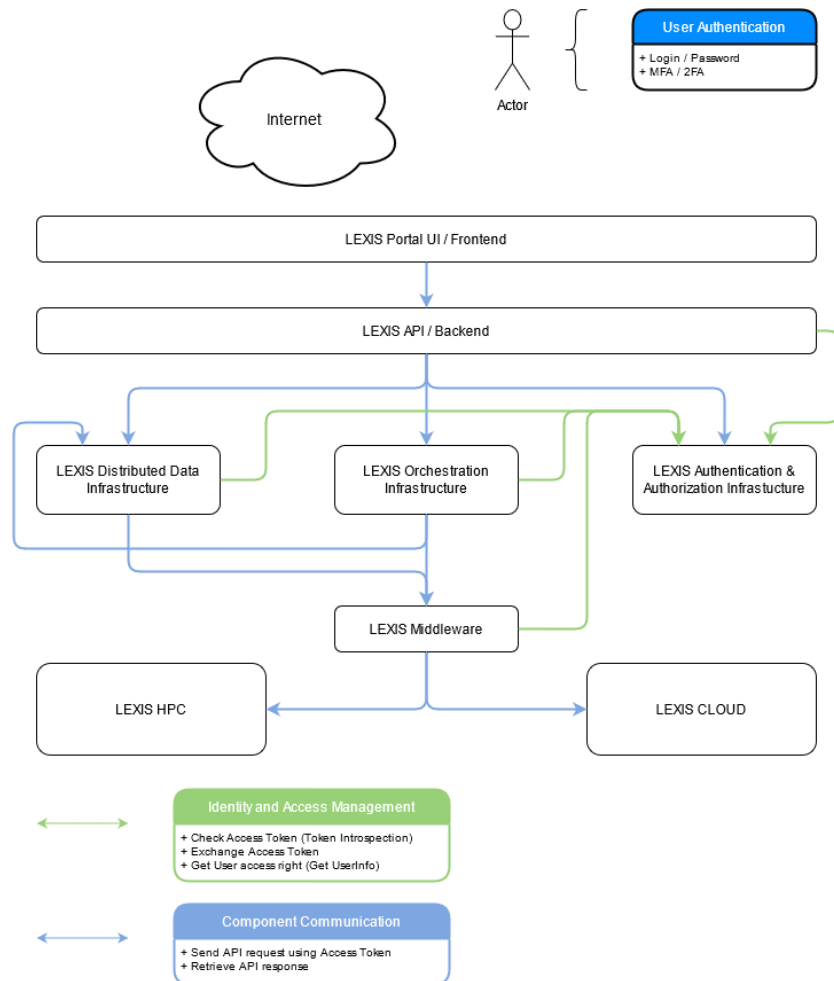 User Authentication
+ Login / Password
+ MFA / 2FA
Actor
Internet
LEXIS Portal UI / Frontend
LEXIS API / Backend
LEXIS Distributed Data
Infrastructure
LEXIS Orchestration
Infrastructure
LEXIS Authentication &
Authorization Infrastucture
LEXIS Middleware
LEXIS HPC
LEXIS CLOUD
Identity and Access Management
+ Check Access Token (Token Introspection)
+ Exchange Access Token
+ Get User access right (Get UserInfo)
Component Communication
+ Send API request using Access Token
+ Retrieve API response